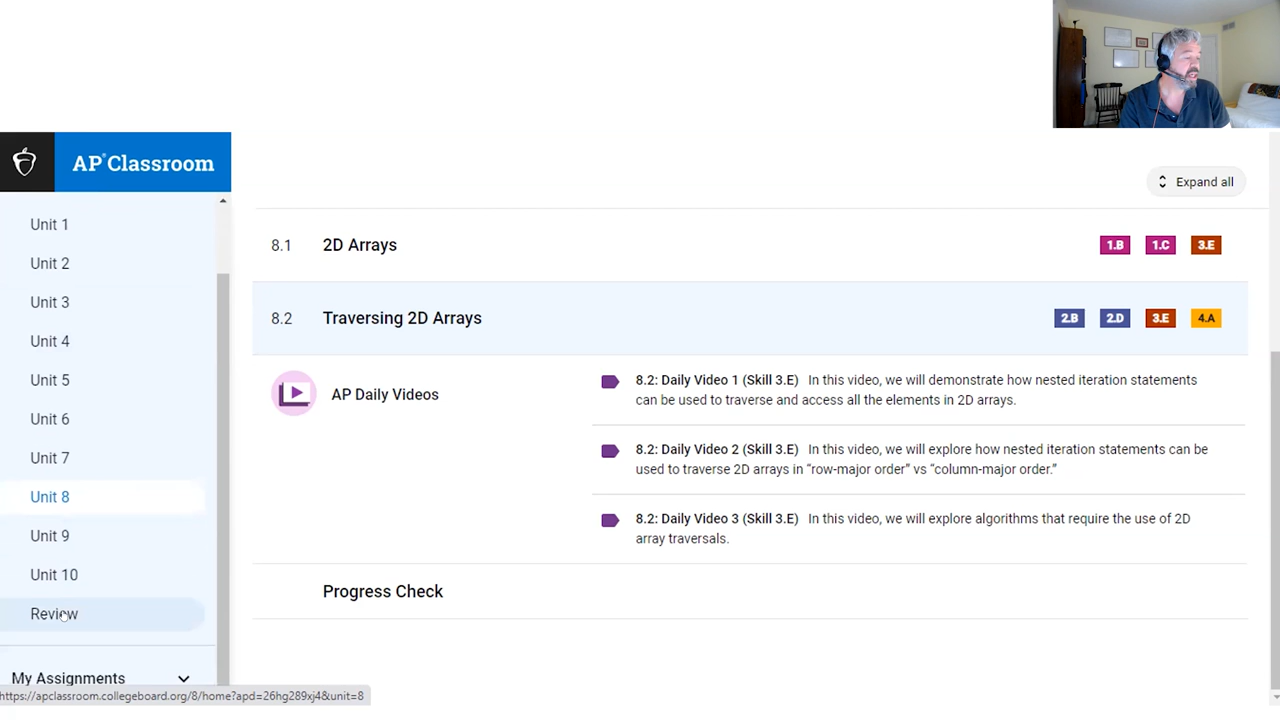 AP Classroom
Expand all
Unit 1
Unit 2
Unit 3
Unit 4
Unit 5
Unit 6
Unit 7
Unit 8
Unit 9
Unit 10
Review
My Assignments
8.1 2D Arrays 1.B 1.C 3.E
8.2 Traversing 2D Arrays 2.B 2.D 3.E 4.A
AP Daily Videos
8.2: Daily Video 1 (Skill 3.E) In this video, we will demonstrate how nested iteration statements
can be used to traverse and access all the elements in 2D arrays.
8.2: Daily Video 2 (Skill 3.E) In this video, we will explore how nested iteration statements can be
used to traverse 2D arrays in “row-major order” vs “column-major order.”
8.2: Daily Video 3 (Skill 3.E) In this video, we will explore algorithms that require the use of 2D
array traversals.
Progress Check
https://apclassroom.collegeboard.org/8/home?apd=26hg289xj4&unit=8